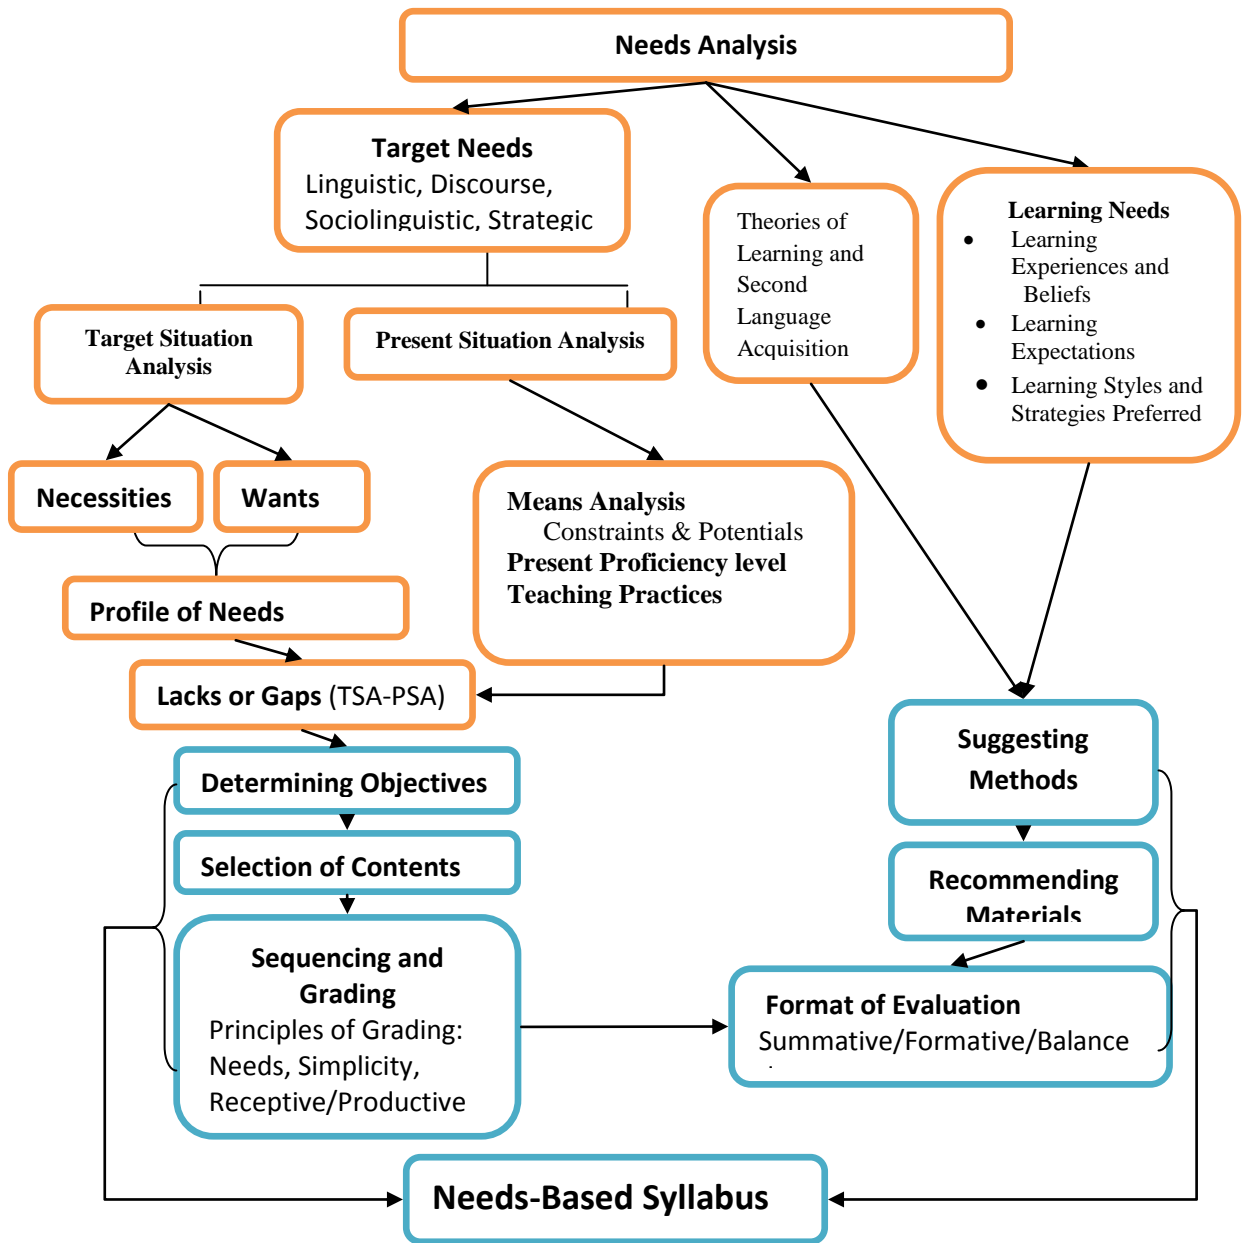 Needs Analysis
Target Needs
Linguistic, Discourse,
Sociolinguistic, Strategic
Theories of
Learning and
Second
Language
Acquisition
Learning Needs
• Learning
Experiences and
Beliefs
• Learning
Expectations
• Learning Styles and
Strategies Preferred
Target Situation
Analysis
Present Situation Analysis
Necessities
Wants
Means Analysis
Constraints & Potentials
Present Proficiency level
Teaching Practices
Profile of Needs
Lacks or Gaps (TSA-PSA)
Determining Objectives
Selection of Contents
Sequencing and
Grading
Principles of Grading:
Needs, Simplicity,
Receptive/Productive
Suggesting
Methods
Recommending
Materials
Format of Evaluation
Summative/Formative/Balance
Needs-Based Syllabus